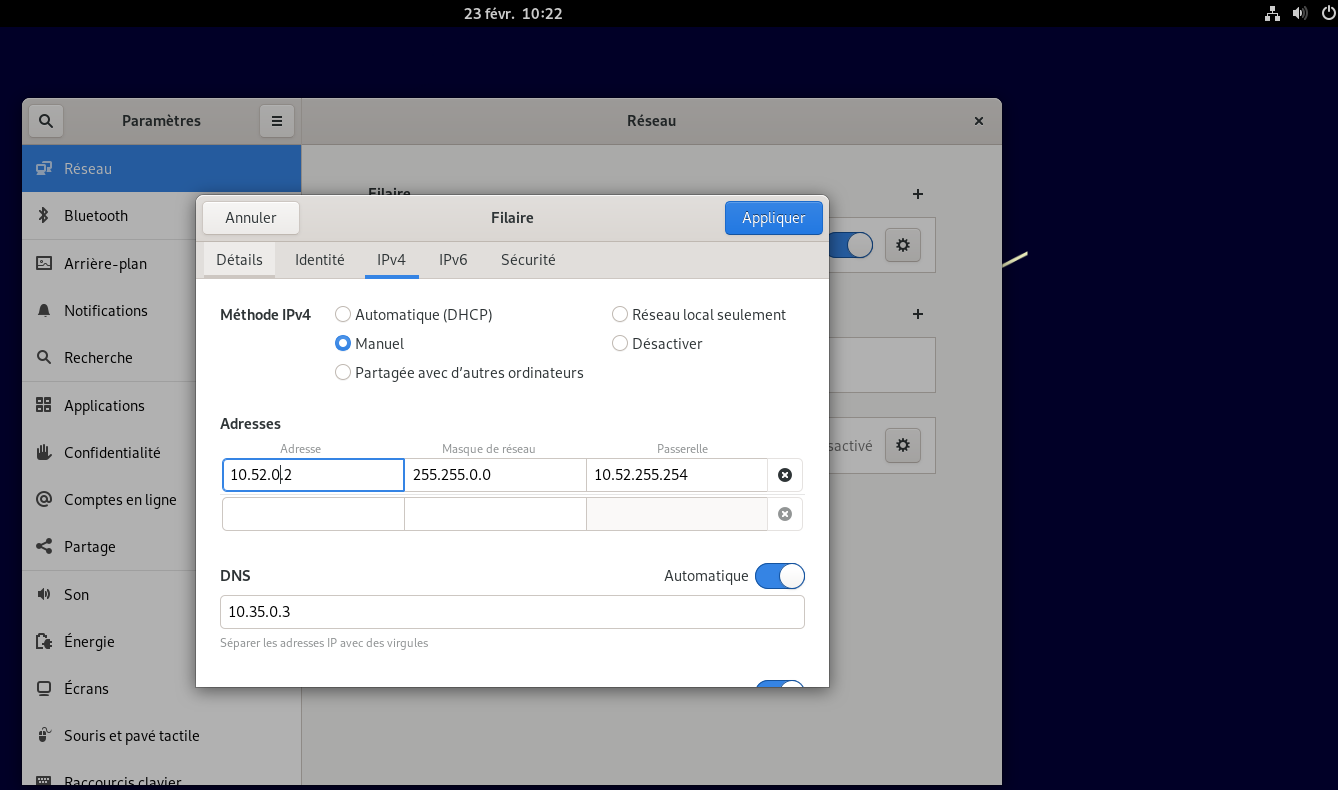 23 févr. 10:22
Paramètres
Réseau
Réseau
Bluetooth
Arrière-plan
Notifications
Recherche
Applications
Confidentialité
Comptes en ligne
Partage
Son
Énergie
Écrans
Souris et pavé tactile
Raccourcis clavier
Filaire
Annuler Filaire Appliquer
Détails Identité IPv4 IPv6 Sécurité
Méthode IPv4 Automatique (DHCP) Réseau local seulement
Manuel Désactiver
Partagée avec d’autres ordinateurs
Adresses
Adresse Masque de réseau Passerelle
10.52.0.2 255.255.0.0 10.52.255.254
DNS Automatique
10.35.0.3
Séparer les adresses IP avec des virgules
sactivé